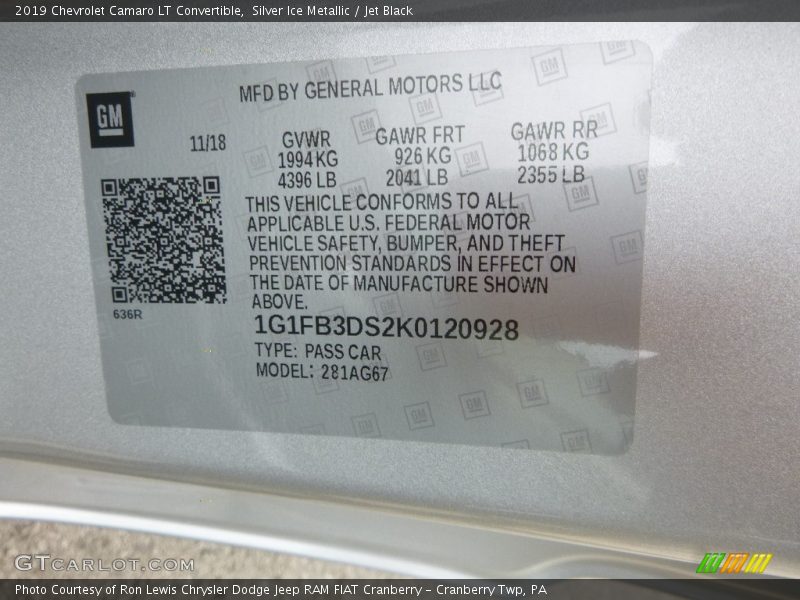 2019 Chevrolet Camaro LT Convertible, Silver Ice Metallic / Jet Black
MFD BY GENERAL MOTORS LLC
GM
11/18
GVWR GAWR FRT GAWR RR
1994 KG 926 KG 1068 KG
4396 LB 2041 LB 2355 LB
THIS VEHICLE CONFORMS TO ALL
APPLICABLE U.S. FEDERAL MOTOR
VEHICLE SAFETY, BUMPER, AND THEFT
PREVENTION STANDARDS IN EFFECT ON
THE DATE OF MANUFACTURE SHOWN
ABOVE.
636R
1G1FB3DS2K0120928
TYPE: PASS CAR
MODEL: 281AG67
GTCARLOT.COM
Photo Courtesy of Ron Lewis Chrysler Dodge Jeep RAM FIAT Cranberry – Cranberry Twp, PA